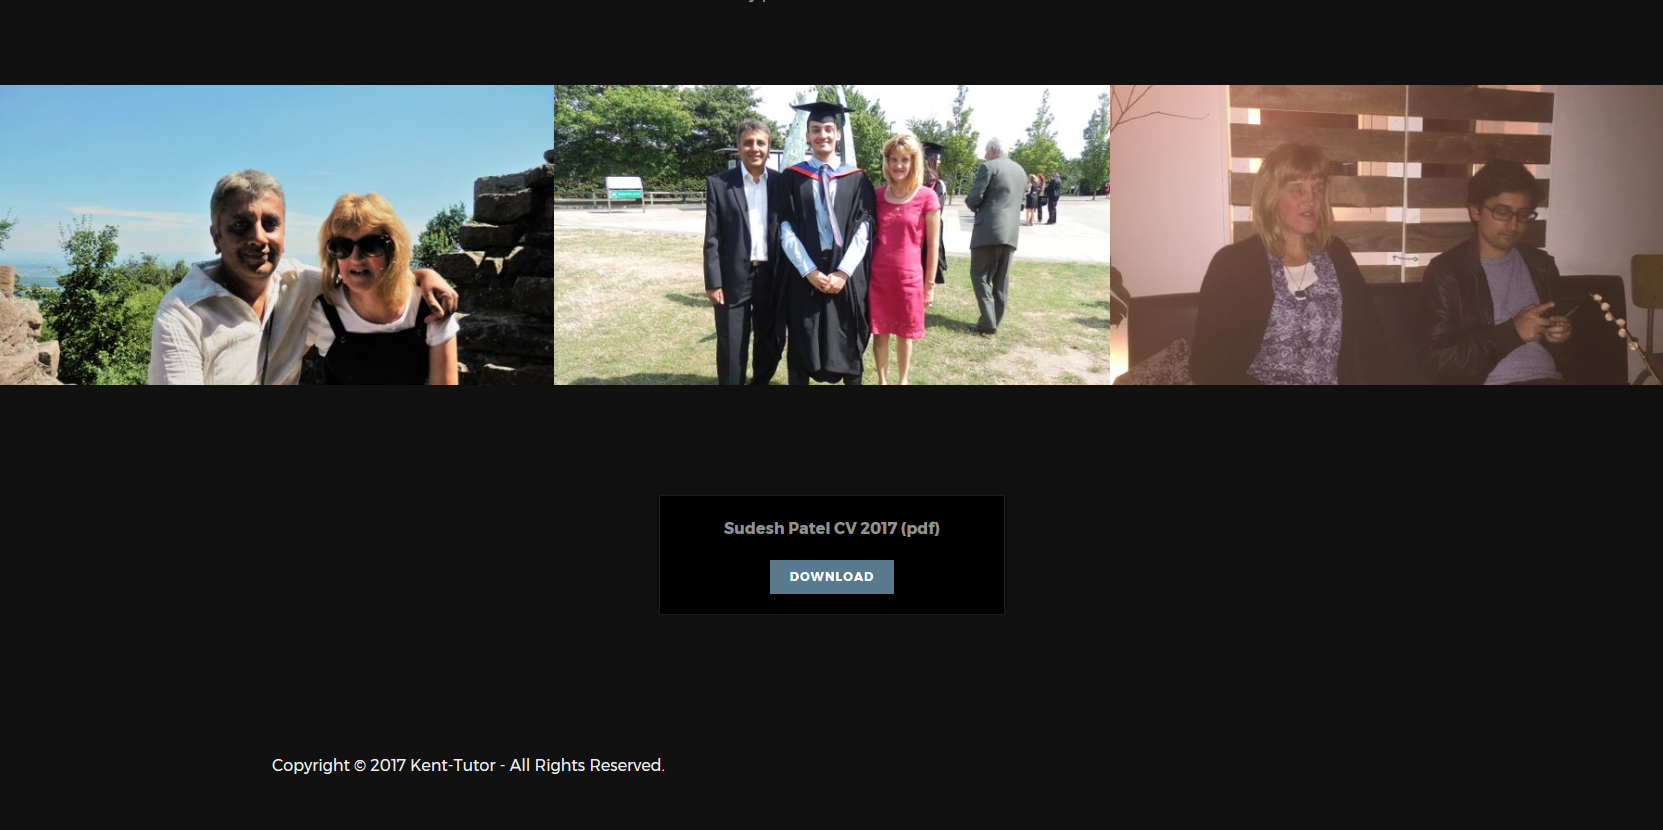 Sudesh Patel CV 2017 (pdf)
DOWNLOAD
Copyright © 2017 Kent-Tutor - All Rights Reserved.